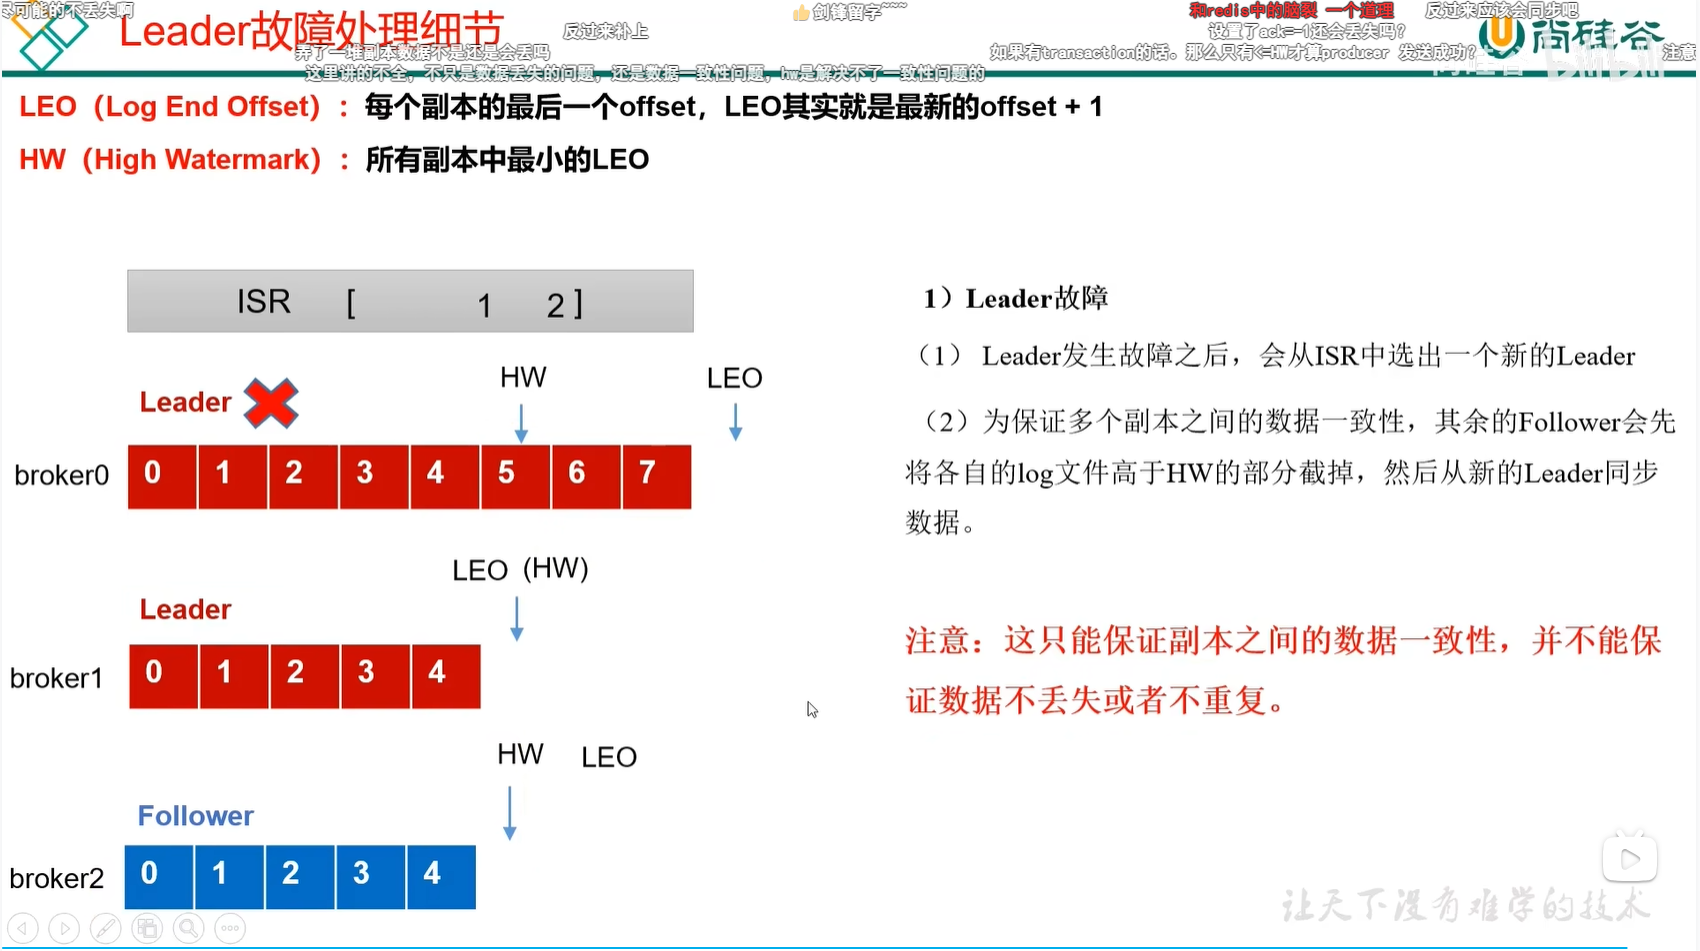 尽可能的不丢失啊
剑锋留字~~~
和redis中的脑裂 一个道理
反过来应该会同步吧
Leader故障处理细节
反过来补上
设置了ack=-1还会丢失吗?
尚硅谷
弄了一堆副本数据不是还是会丢吗
如果有transaction的话。那么只有<=HW才算producer 发送成功?
注意
这里讲的不全，不只是数据丢失的问题，还是数据一致性问题，hw是解决不了一致性问题的
bilibili
LEO（Log End Offset）：每个副本的最后一个offset，LEO其实就是最新的offset + 1
HW（High Watermark）：所有副本中最小的LEO
ISR [ 1 2 ]
Leader
HW
LEO
broker0
0 1 2 3 4 5 6 7
LEO（HW）
Leader
broker1
0 1 2 3 4
HW LEO
Follower
broker2
0 1 2 3 4
1）Leader故障
（1） Leader发生故障之后，会从ISR中选出一个新的Leader
（2）为保证多个副本之间的数据一致性，其余的Follower会先
将各自的log文件高于HW的部分截掉，然后从新的Leader同步
数据。
注意：这只能保证副本之间的数据一致性，并不能保
证数据不丢失或者不重复。
让天下没有难学的技术